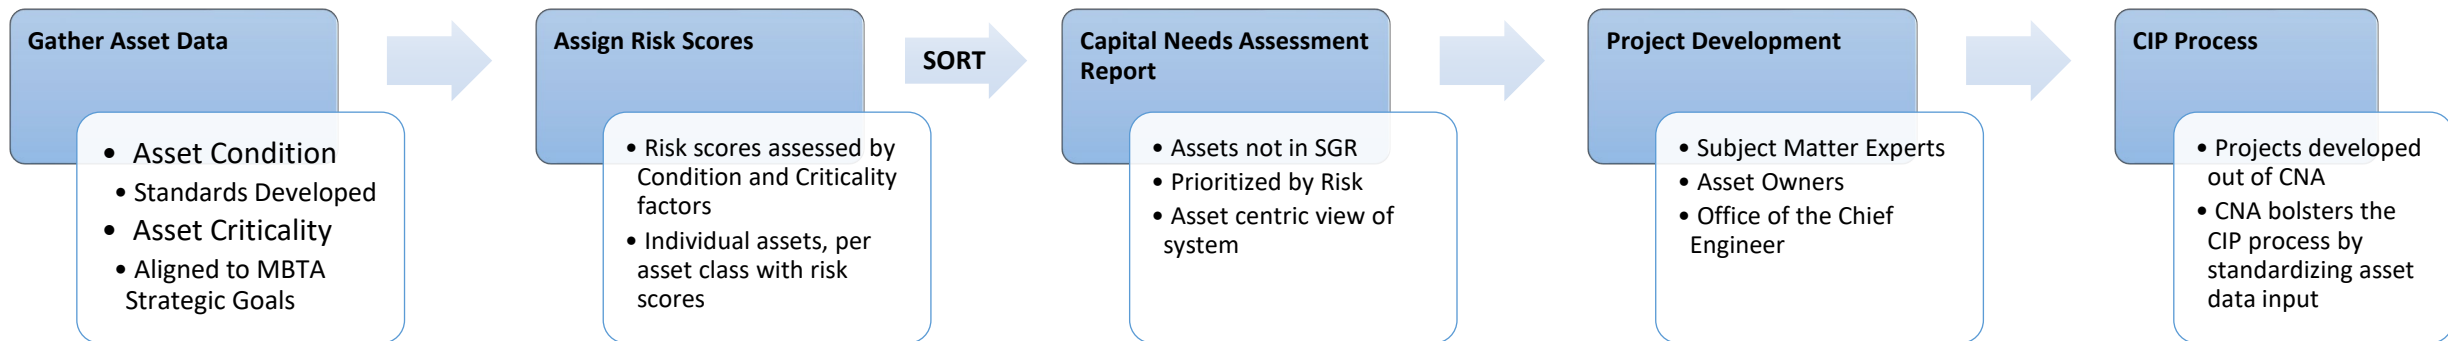 Gather Asset Data
• Asset Condition
• Standards Developed
• Asset Criticality
• Aligned to MBTA
Strategic Goals
Assign Risk Scores
• Risk scores assessed by
Condition and Criticality
factors
• Individual assets, per
asset class with risk
scores
SORT
Capital Needs Assessment
Report
• Assets not in SGR
• Prioritized by Risk
• Asset centric view of
system
Project Development
• Subject Matter Experts
• Asset Owners
• Office of the Chief
Engineer
CIP Process
• Projects developed
out of CNA
• CNA bolsters the
CIP process by
standardizing asset
data input